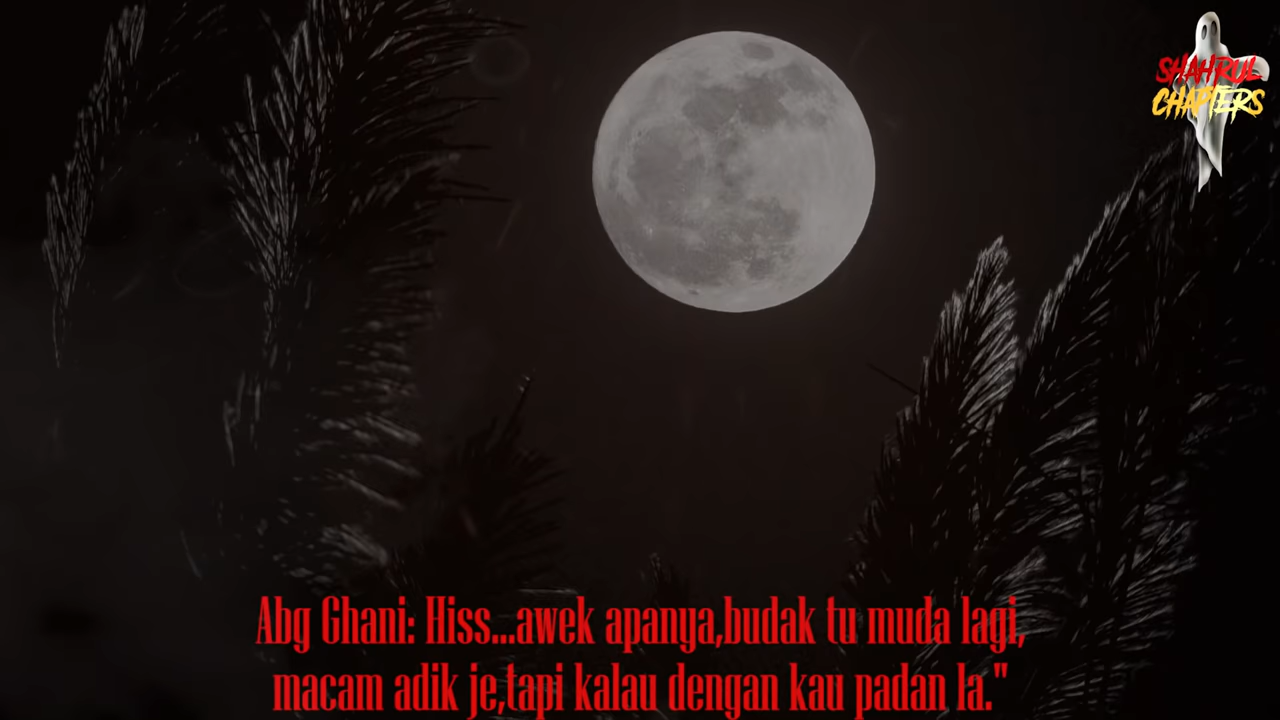 SHAHRUL
CHAPTERS
Abg Ghani: Hiss...awek apanya,budak tu muda lagi,
macam adik je,tapi kalau dengan kau padan la."